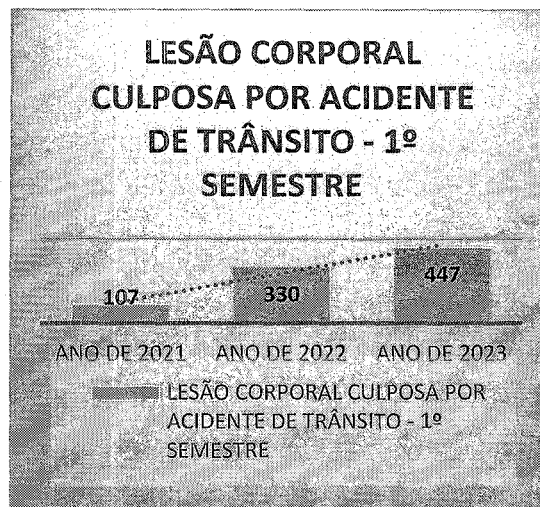 LESÃO CORPORAL
CULPOSA POR ACIDENTE
DE TRÂNSITO - 1º
SEMESTRE
107
330
447
ANO DE 2021 ANO DE 2022 ANO DE 2023
LESÃO CORPORAL CULPOSA POR
ACIDENTE DE TRÂNSITO - 1º
SEMESTRE